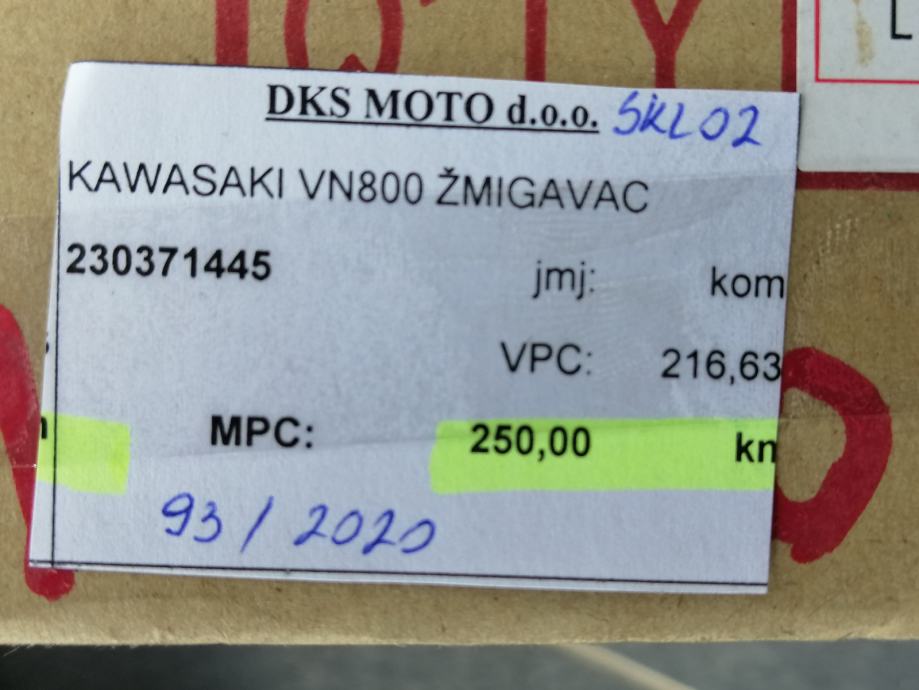 DKS MOTO d.o.o. SKL02
KAWASAKI VN800 ŽMIGAVAC
230371445 jmj: kom
VPC: 216,63
MPC: 250,00 kn
93 / 2020